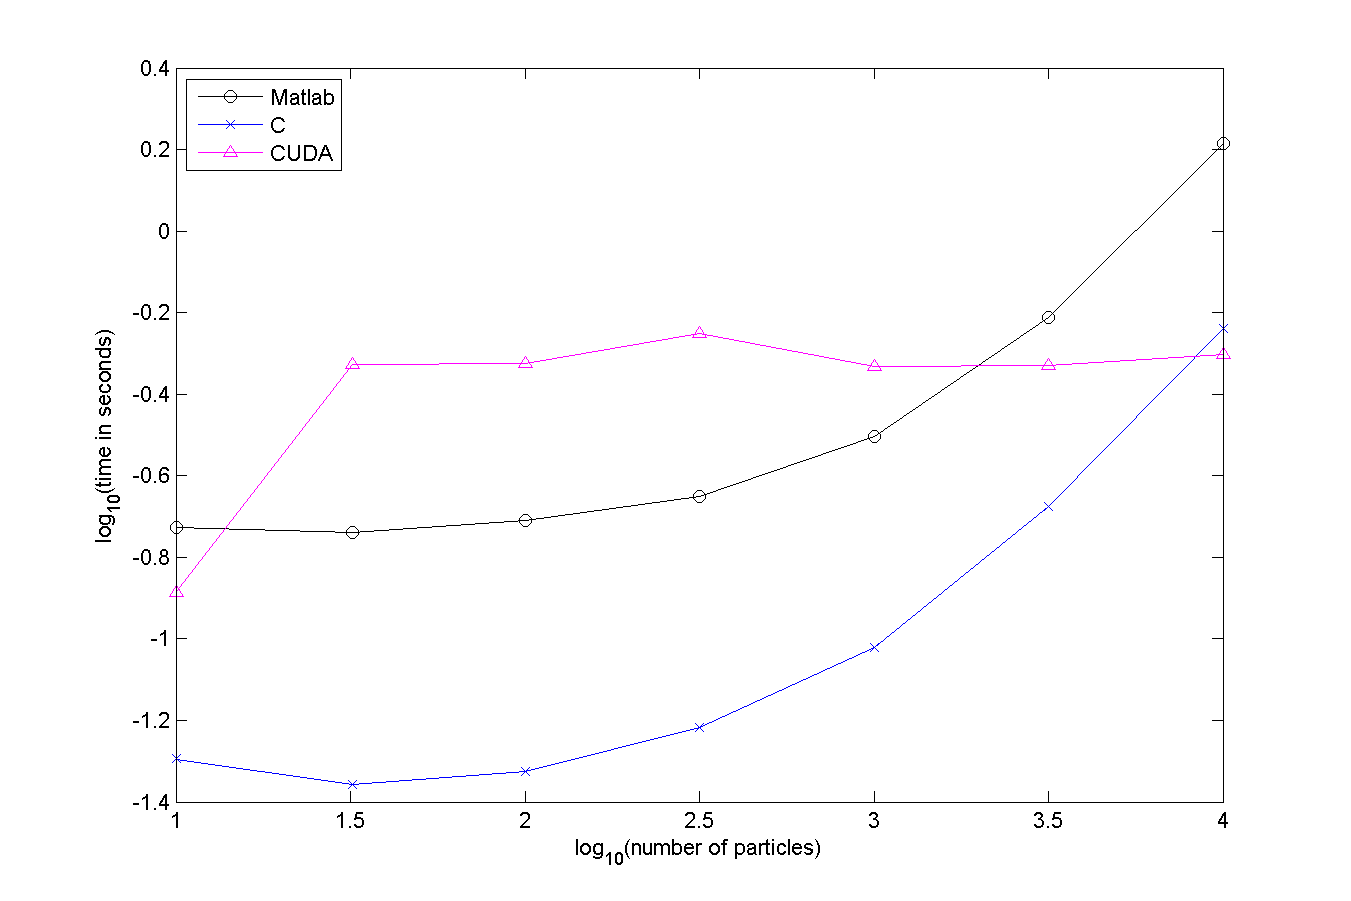 0.4
0.2
0
-0.2
-0.4
-0.6
-0.8
-1
-1.2
-1.4
log10(time in seconds)
Matlab
C
CUDA
1 1.5 2 2.5 3 3.5 4
log10(number of particles)